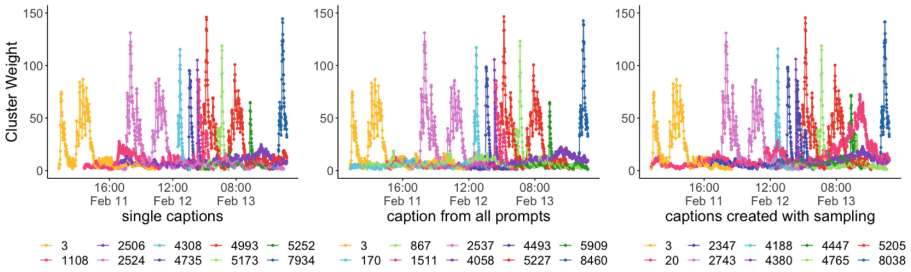 150 150 150
100 100 100
50 50 50
0 0 0
Cluster Weight
16:00 12:00 08:00 16:00 12:00 08:00 16:00 12:00 08:00
Feb 11 Feb 12 Feb 13 Feb 11 Feb 12 Feb 13 Feb 11 Feb 12 Feb 13
single captions caption from all prompts captions created with sampling
3 2506 4308 4993 5252 3 867 2537 4493 5909 3 2347 4188 4447 5205
1108 2524 4735 5173 7934 170 1511 4058 5227 8460 20 2743 4380 4765 8038